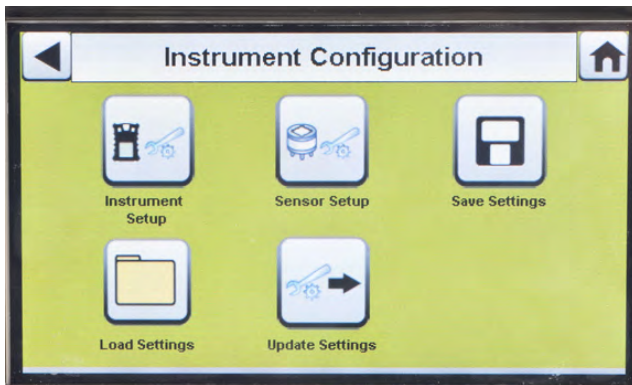 Instrument Configuration
Instrument
Setup
Sensor Setup
Save Settings
Load Settings
Update Settings